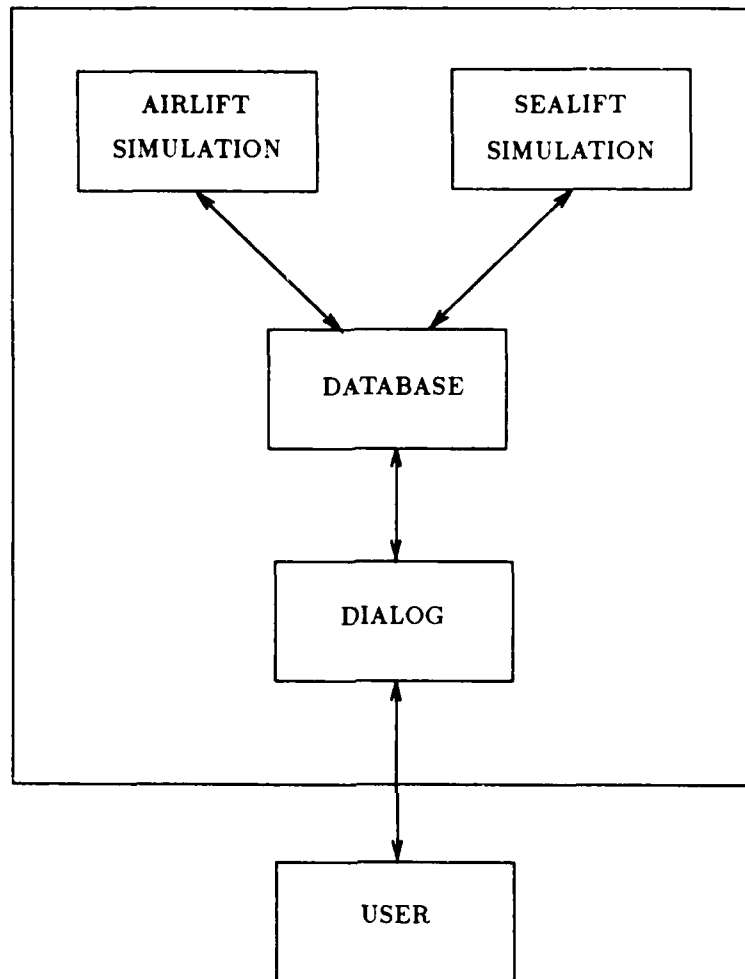 AIRLIFT
SIMULATION
SEALIFT
SIMULATION
DATABASE
DIALOG
USER